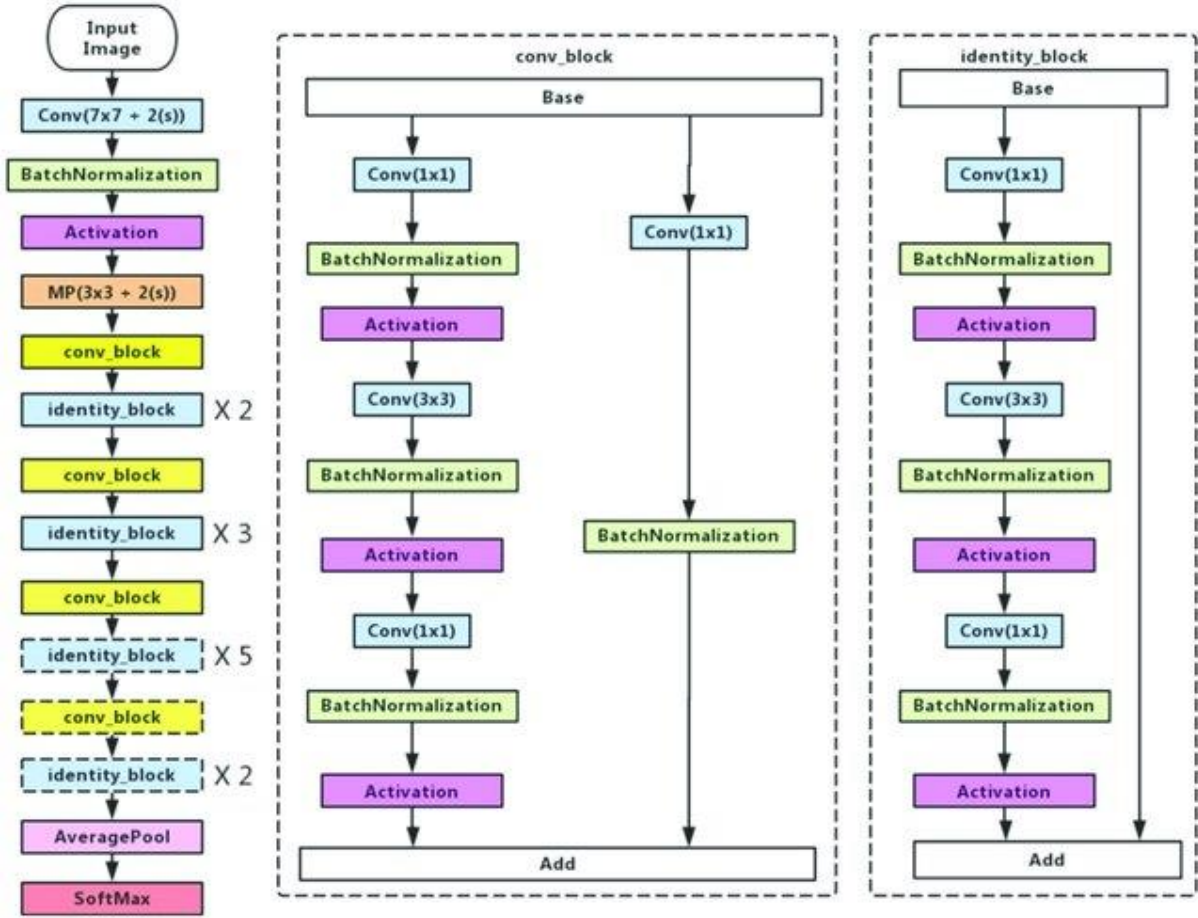 Input
Image
Conv(7x7 + 2(s))
BatchNormalization
Activation
MP(3x3 + 2(s))
conv_block
identity_block X 2
conv_block
identity_block X 3
conv_block
identity_block X 5
conv_block
identity_block X 2
AveragePool
SoftMax
conv_block
Base
Conv(1x1)
BatchNormalization
Activation
Conv(3x3)
BatchNormalization
Activation
Conv(1x1)
BatchNormalization
Activation
Conv(1x1)
BatchNormalization
Add
identity_block
Base
Conv(1x1)
BatchNormalization
Activation
Conv(3x3)
BatchNormalization
Activation
Conv(1x1)
BatchNormalization
Activation
Add